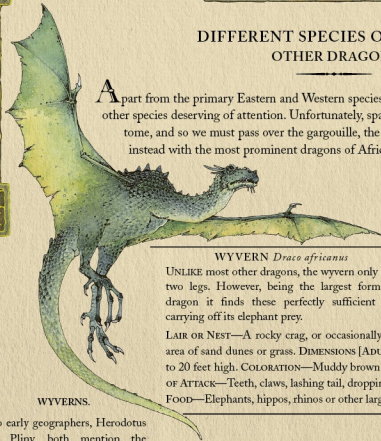 DIFFERENT SPECIES O
OTHER DRAGO
Apart from the primary Eastern and Western species
other species deserving of attention. Unfortunately, spa
tome, and so we must pass over the gargouille, the
instead with the most prominent dragons of Afric
WYVERN Draco africanus
UNLIKE most other dragons, the wyvern only
two legs. However, being the largest form
dragon it finds these perfectly sufficient
carrying off its elephant prey.
LAIR OR NEST—A rocky crag, or occasionally
area of sand dunes or grass. DIMENSIONS [ADU
to 20 feet high. COLORATION—Muddy brown
OF ATTACK—Teeth, claws, lashing tail, droppin
FOOD—Elephants, hippos, rhinos or other larg
WYVERNS.
o early geographers, Herodotus
Pliny both mention the